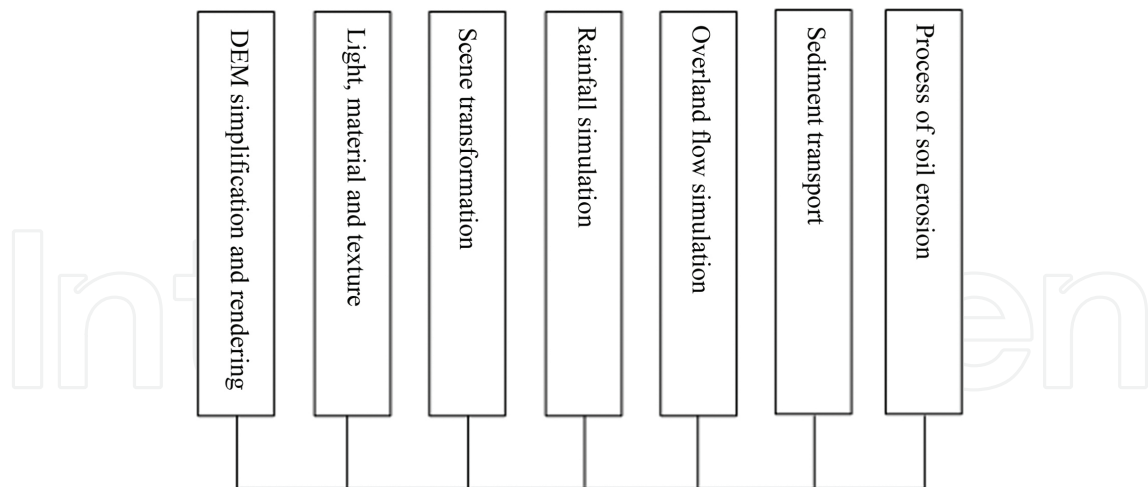 DEM simplification and rendering
Light, material and texture
Scene transformation
Rainfall simulation
Overland flow simulation
Sediment transport
Process of soil erosion